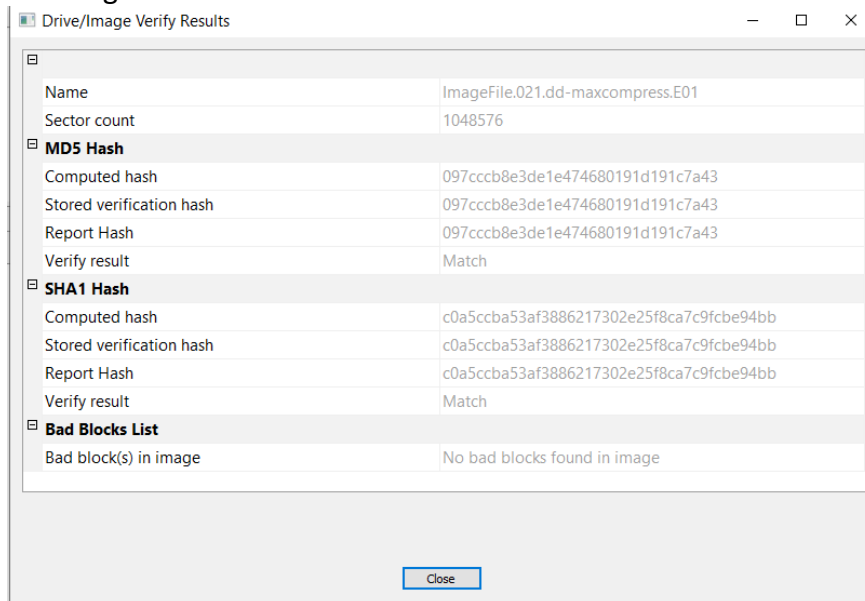 Drive/Image Verify Results
Name ImageFile.021.dd-maxcompress.E01
Sector count 1048576
MD5 Hash
Computed hash 097cccb8e3de1e474680191d191c7a43
Stored verification hash 097cccb8e3de1e474680191d191c7a43
Report Hash 097cccb8e3de1e474680191d191c7a43
Verify result Match
SHA1 Hash
Computed hash c0a5ccba53af3886217302e25f8ca7c9fcbe94bb
Stored verification hash c0a5ccba53af3886217302e25f8ca7c9fcbe94bb
Report Hash c0a5ccba53af3886217302e25f8ca7c9fcbe94bb
Verify result Match
Bad Blocks List
Bad block(s) in image No bad blocks found in image
Close